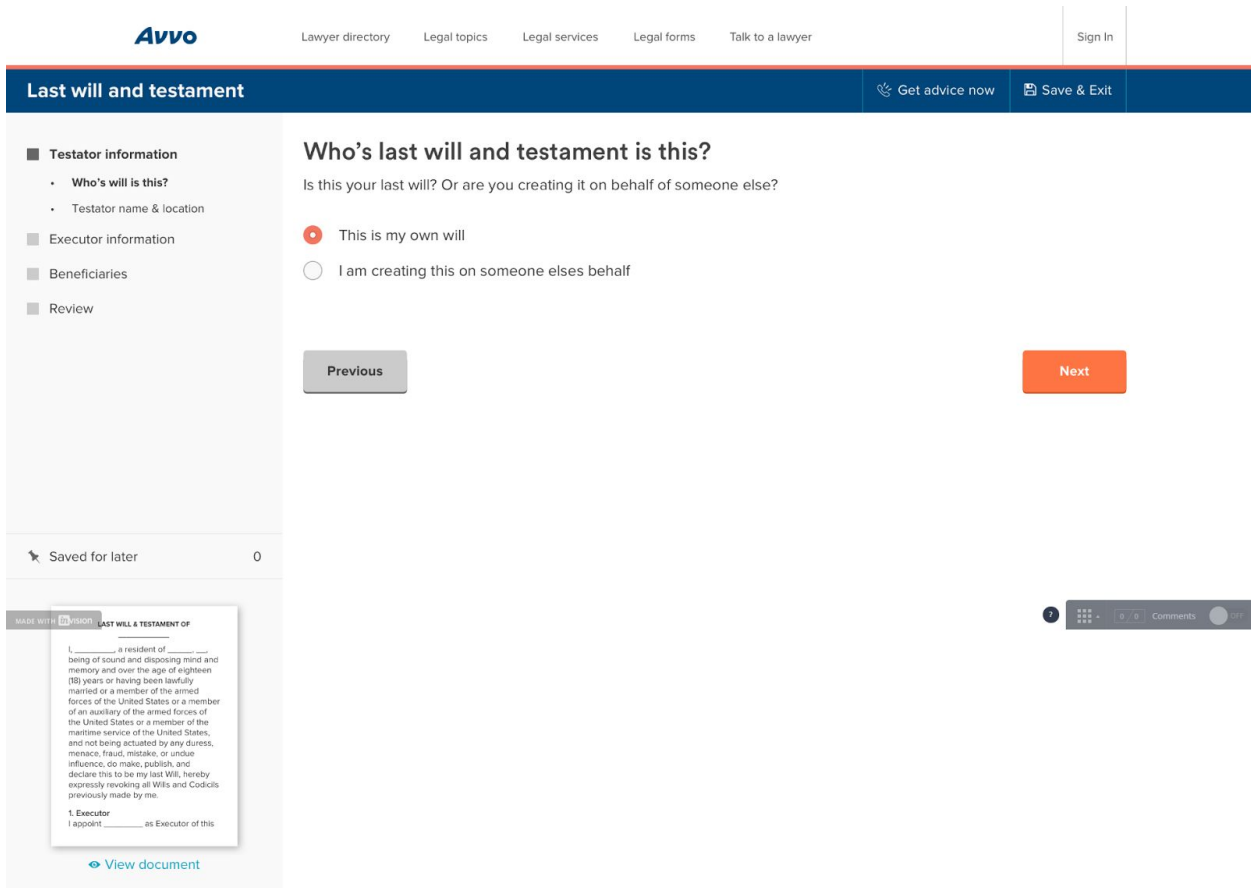 Avvo
Lawyer directory Legal topics Legal services Legal forms Talk to a lawyer Sign In
Last will and testament Get advice now Save & Exit
Testator information
• Who’s will is this?
• Testator name & location
Executor information
Beneficiaries
Review
Who’s last will and testament is this?
Is this your last will? Or are you creating it on behalf of someone else?
This is my own will
I am creating this on someone elses behalf
Previous Next
Saved for later 0
MADE WITH invision
LAST WILL & TESTAMENT OF
____________
I, _________, a resident of ______, ___,
being of sound and disposing mind and
memory and over the age of eighteen
(18) years or having been lawfully
married or a member of the armed
forces of the United States or a member
of an auxiliary of the armed forces of
the United States or a member of the
maritime service of the United States,
and not being actuated by any duress,
menace, fraud, mistake, or undue
influence, do make, publish, and
declare this to be my last Will, hereby
expressly revoking all Wills and Codicils
previously made by me.
1. Executor
I appoint _________ as Executor of this
View document
? 0 / 0 Comments OFF